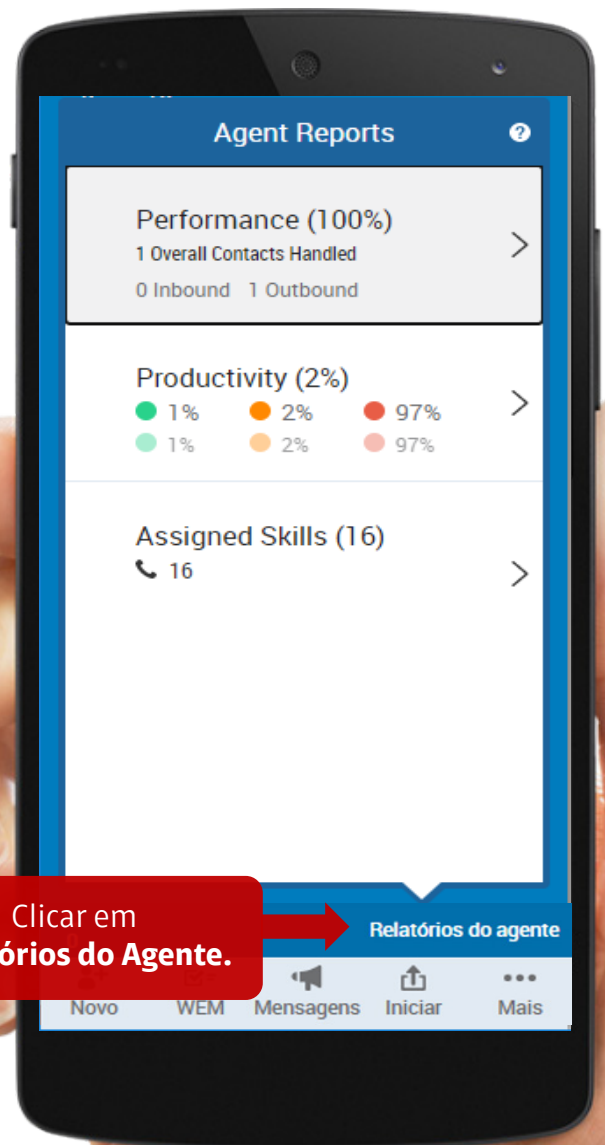 Agent Reports
Performance (100%)
1 Overall Contacts Handled
0 Inbound 1 Outbound
Productivity (2%)
1% 2% 97%
1% 2% 97%
Assigned Skills (16)
16
Clicar em
órios do Agente.
Relatórios do agente
Novo WEM Mensagens Iniciar Mais